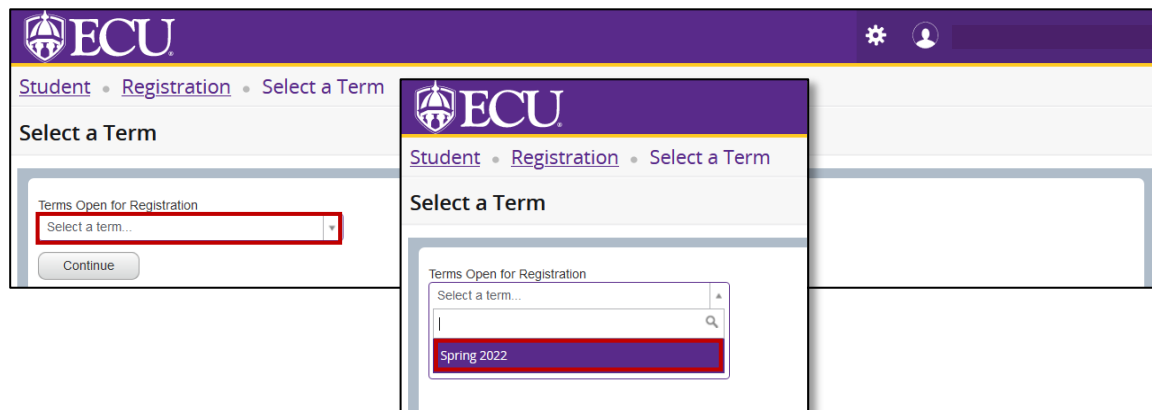 ECU
Student • Registration • Select a Term
Select a Term
Terms Open for Registration
Select a term...
Continue
ECU
Student • Registration • Select a Term
Select a Term
Terms Open for Registration
Select a term...
Spring 2022